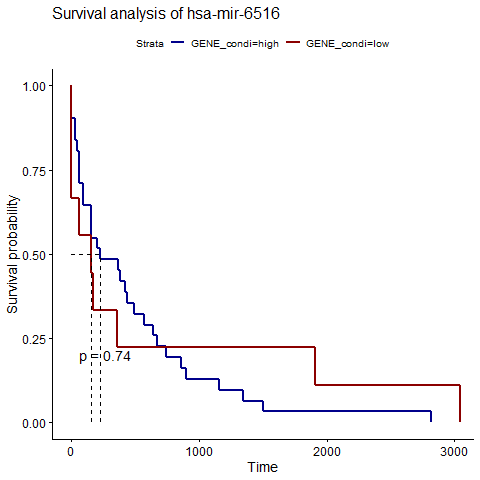 Survival analysis of hsa-mir-6516
Strata GENE_condi=high GENE_condi=low
Survival probability
1.00
0.75
0.50
0.25
0.00
p = 0.74
0 1000 2000 3000
Time